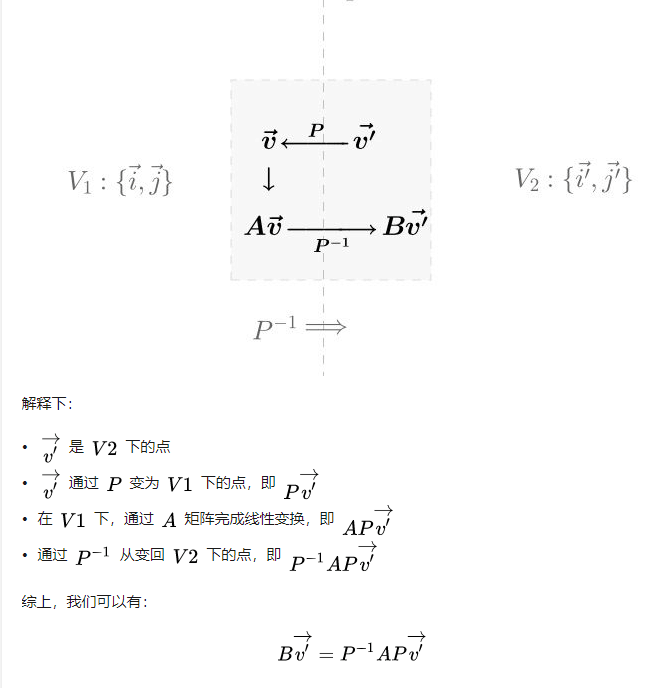 $\vec{v} \xleftarrow{P} \vec{v'}$
$V_1 : \{\vec{i}, \vec{j}\}$ $\downarrow$ $V_2 : \{\vec{i'}, \vec{j'}\}$
$A\vec{v} \xrightarrow[P^{-1}]{} B\vec{v'}$
$P^{-1} \Longrightarrow$
解释下：
• $\overrightarrow{v'}$ 是 $V2$ 下的点
• $\overrightarrow{v'}$ 通过 $P$ 变为 $V1$ 下的点，即 $P\overrightarrow{v'}$
• 在 $V1$ 下，通过 $A$ 矩阵完成线性变换，即 $AP\overrightarrow{v'}$
• 通过 $P^{-1}$ 从变回 $V2$ 下的点，即 $P^{-1}AP\overrightarrow{v'}$
综上，我们可以有：
$B\overrightarrow{v'} = P^{-1}AP\overrightarrow{v'}$